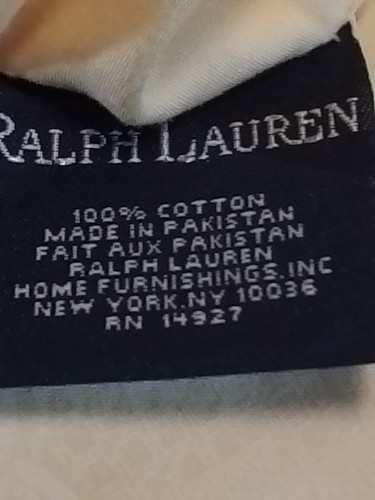 RALPH LAUREN
100% COTTON
MADE IN PAKISTAN
FAIT AUX PAKISTAN
RALPH LAUREN
HOME FURNISHINGS.INC
NEW YORK.NY 10036
RN 14927